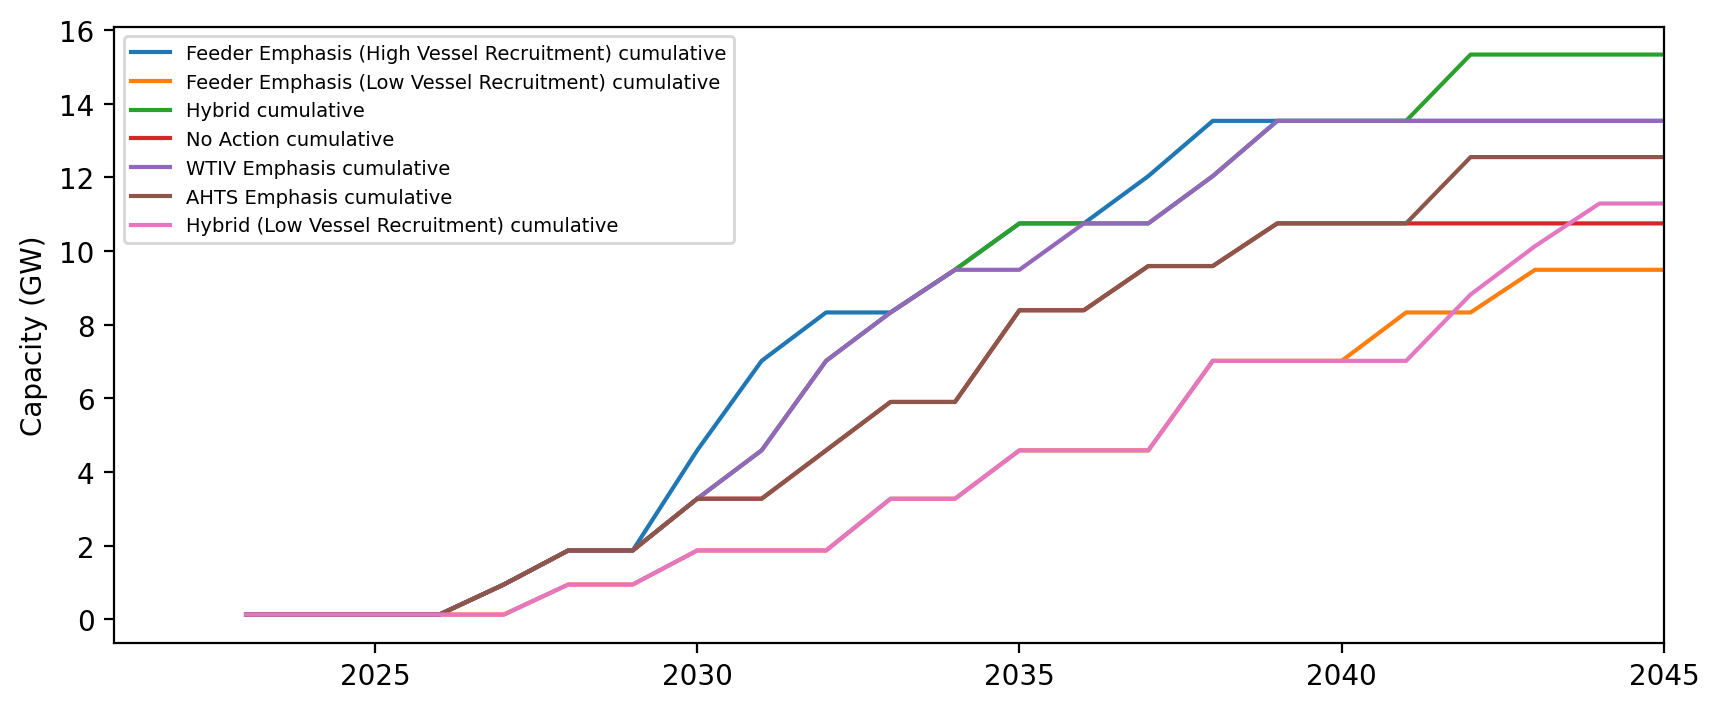 16
14
12
10
8
6
4
2
0
Capacity (GW)
Feeder Emphasis (High Vessel Recruitment) cumulative
Feeder Emphasis (Low Vessel Recruitment) cumulative
Hybrid cumulative
No Action cumulative
WTIV Emphasis cumulative
AHTS Emphasis cumulative
Hybrid (Low Vessel Recruitment) cumulative
2025 2030 2035 2040 2045